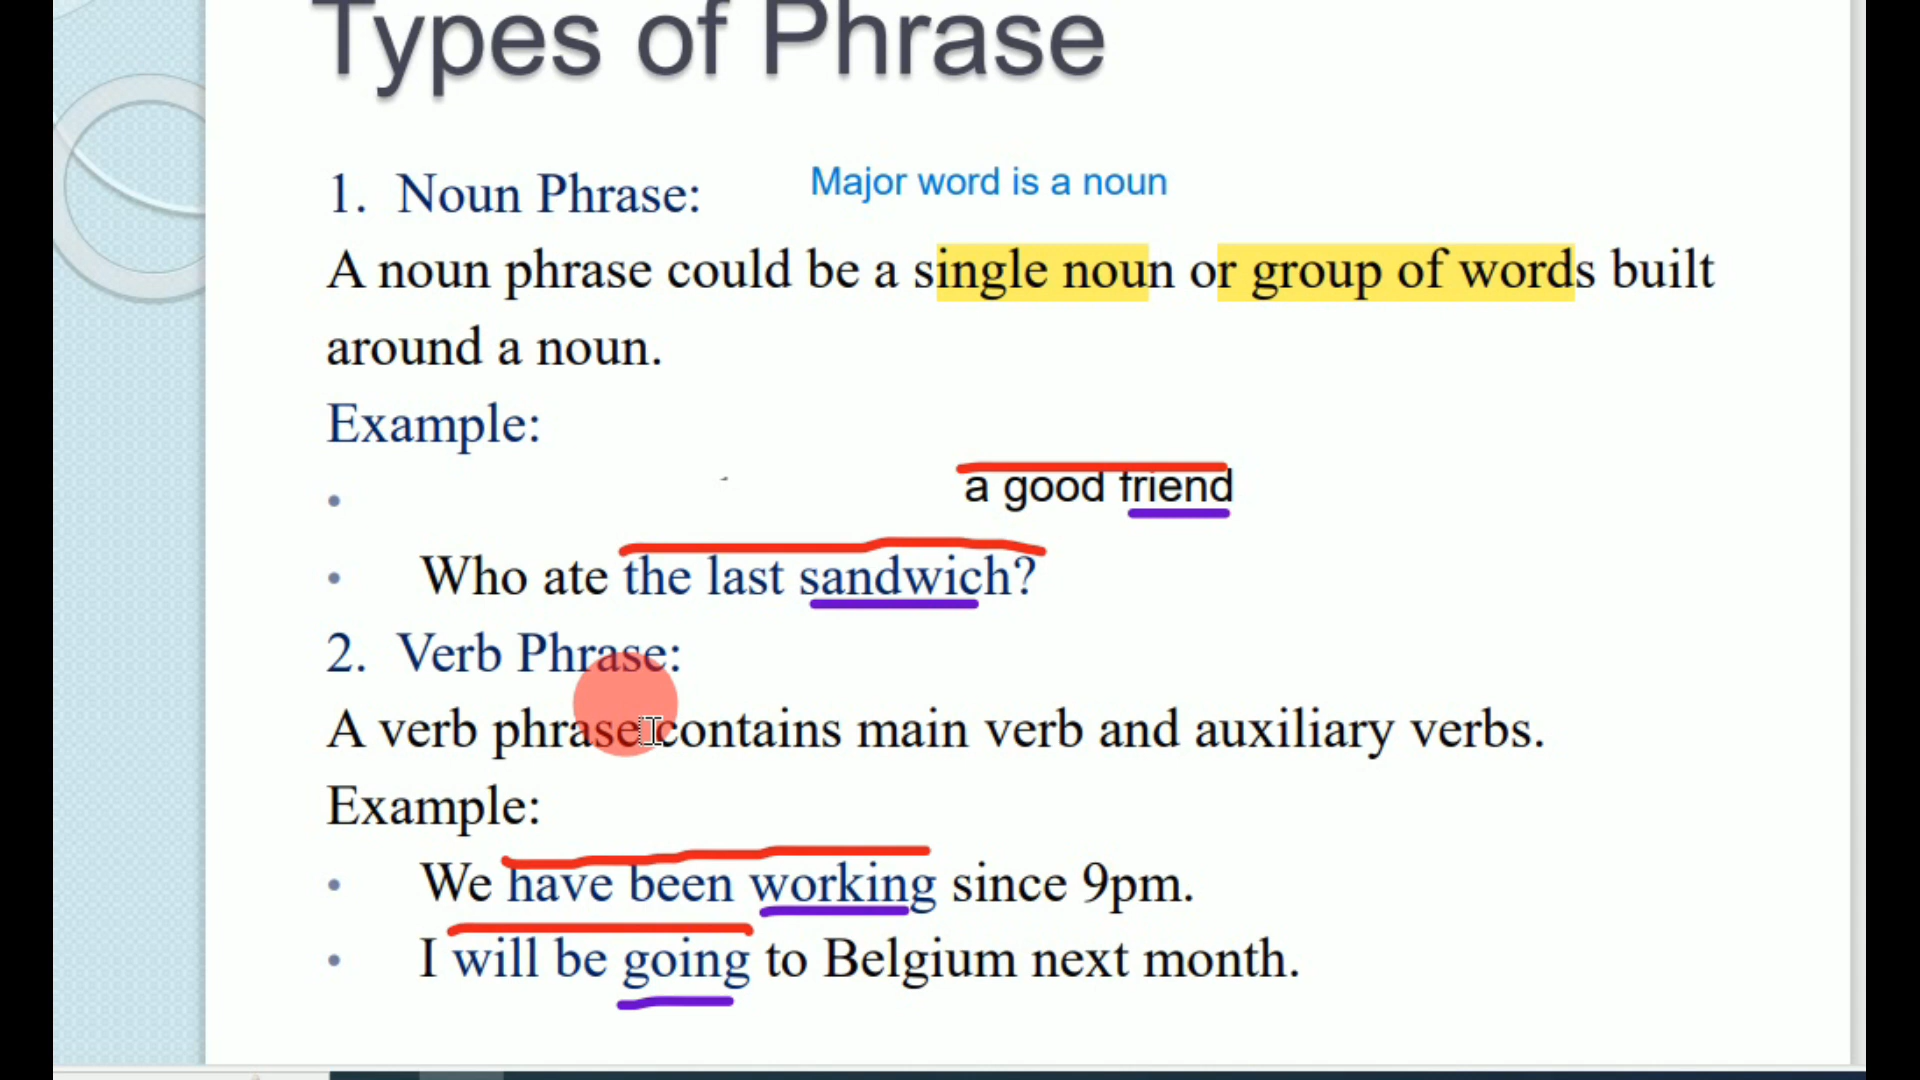 Types of Phrase
1. Noun Phrase:
Major word is a noun
A noun phrase could be a single noun or group of words built
around a noun.
Example:
• a good friend
• Who ate the last sandwich?
2. Verb Phrase:
A verb phrase contains main verb and auxiliary verbs.
Example:
• We have been working since 9pm.
• I will be going to Belgium next month.